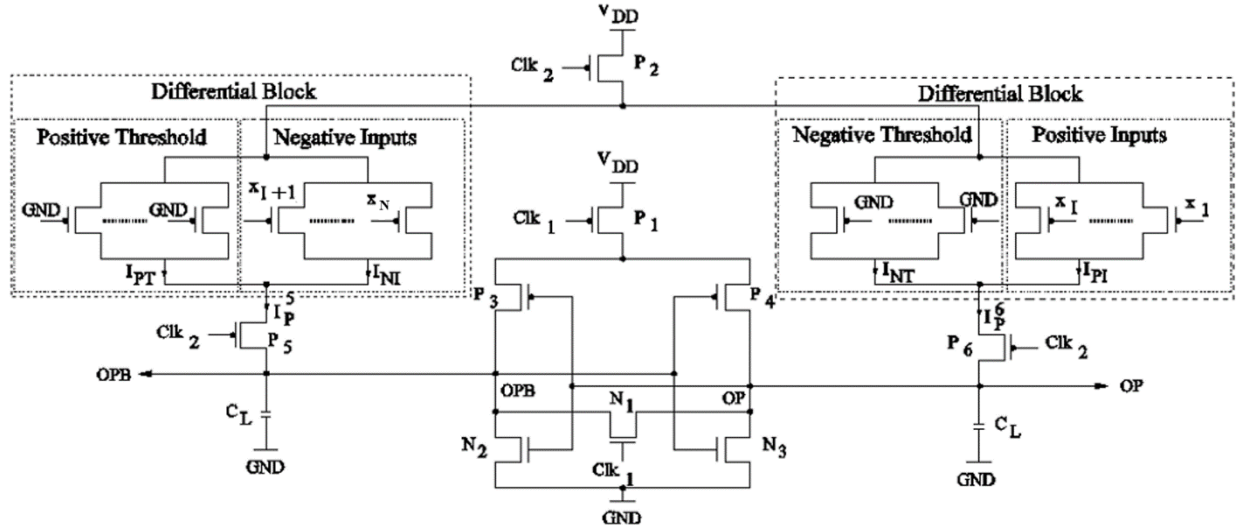 V DD
Clk 2 P 2
Differential Block Differential Block
Positive Threshold Negative Inputs Negative Threshold Positive Inputs
V DD
x I+1 x N
GND GND GND GND x I x 1
Clk 1 P 1
I PT I NI I NT I PI
P 3 P 4
I P 5 I P 6
Clk 2 P 5 P 6 Clk 2
OPB OPB OP OP
N 1
C L C L
N 2 N 3
Clk 1
GND GND GND